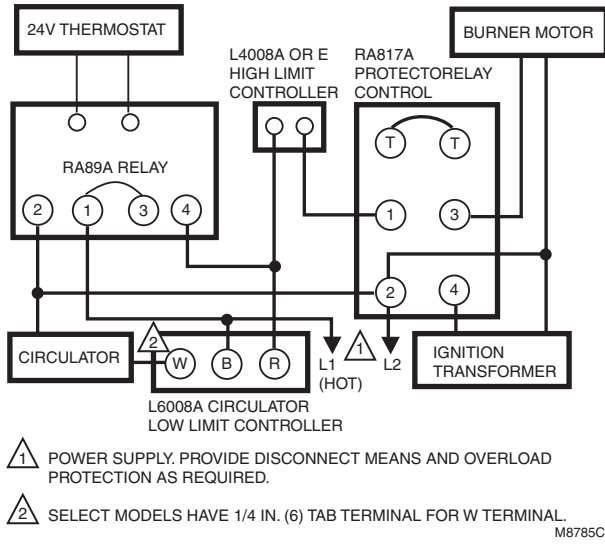 24V THERMOSTAT
BURNER MOTOR
L4008A OR E
HIGH LIMIT
CONTROLLER
RA817A
PROTECTORELAY
CONTROL
T
T
RA89A RELAY
2
1
3
4
1
3
2
4
CIRCULATOR
2
W
B
R
L1
(HOT)
1
L2
IGNITION
TRANSFORMER
L6008A CIRCULATOR
LOW LIMIT CONTROLLER
1 POWER SUPPLY. PROVIDE DISCONNECT MEANS AND OVERLOAD
PROTECTION AS REQUIRED.
2 SELECT MODELS HAVE 1/4 IN. (6) TAB TERMINAL FOR W TERMINAL.
M8785C